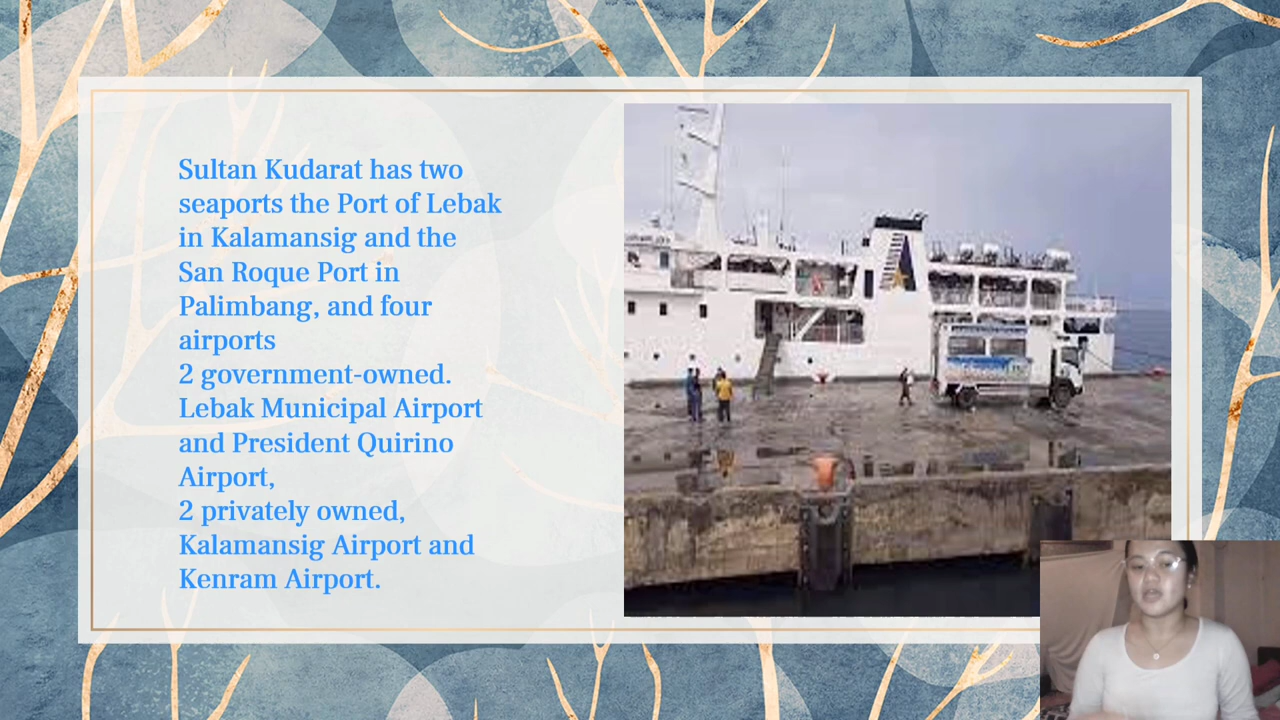 Sultan Kudarat has two
seaports the Port of Lebak
in Kalamansig and the
San Roque Port in
Palimbang, and four
airports
2 government-owned.
Lebak Municipal Airport
and President Quirino
Airport,
2 privately owned,
Kalamansig Airport and
Kenram Airport.